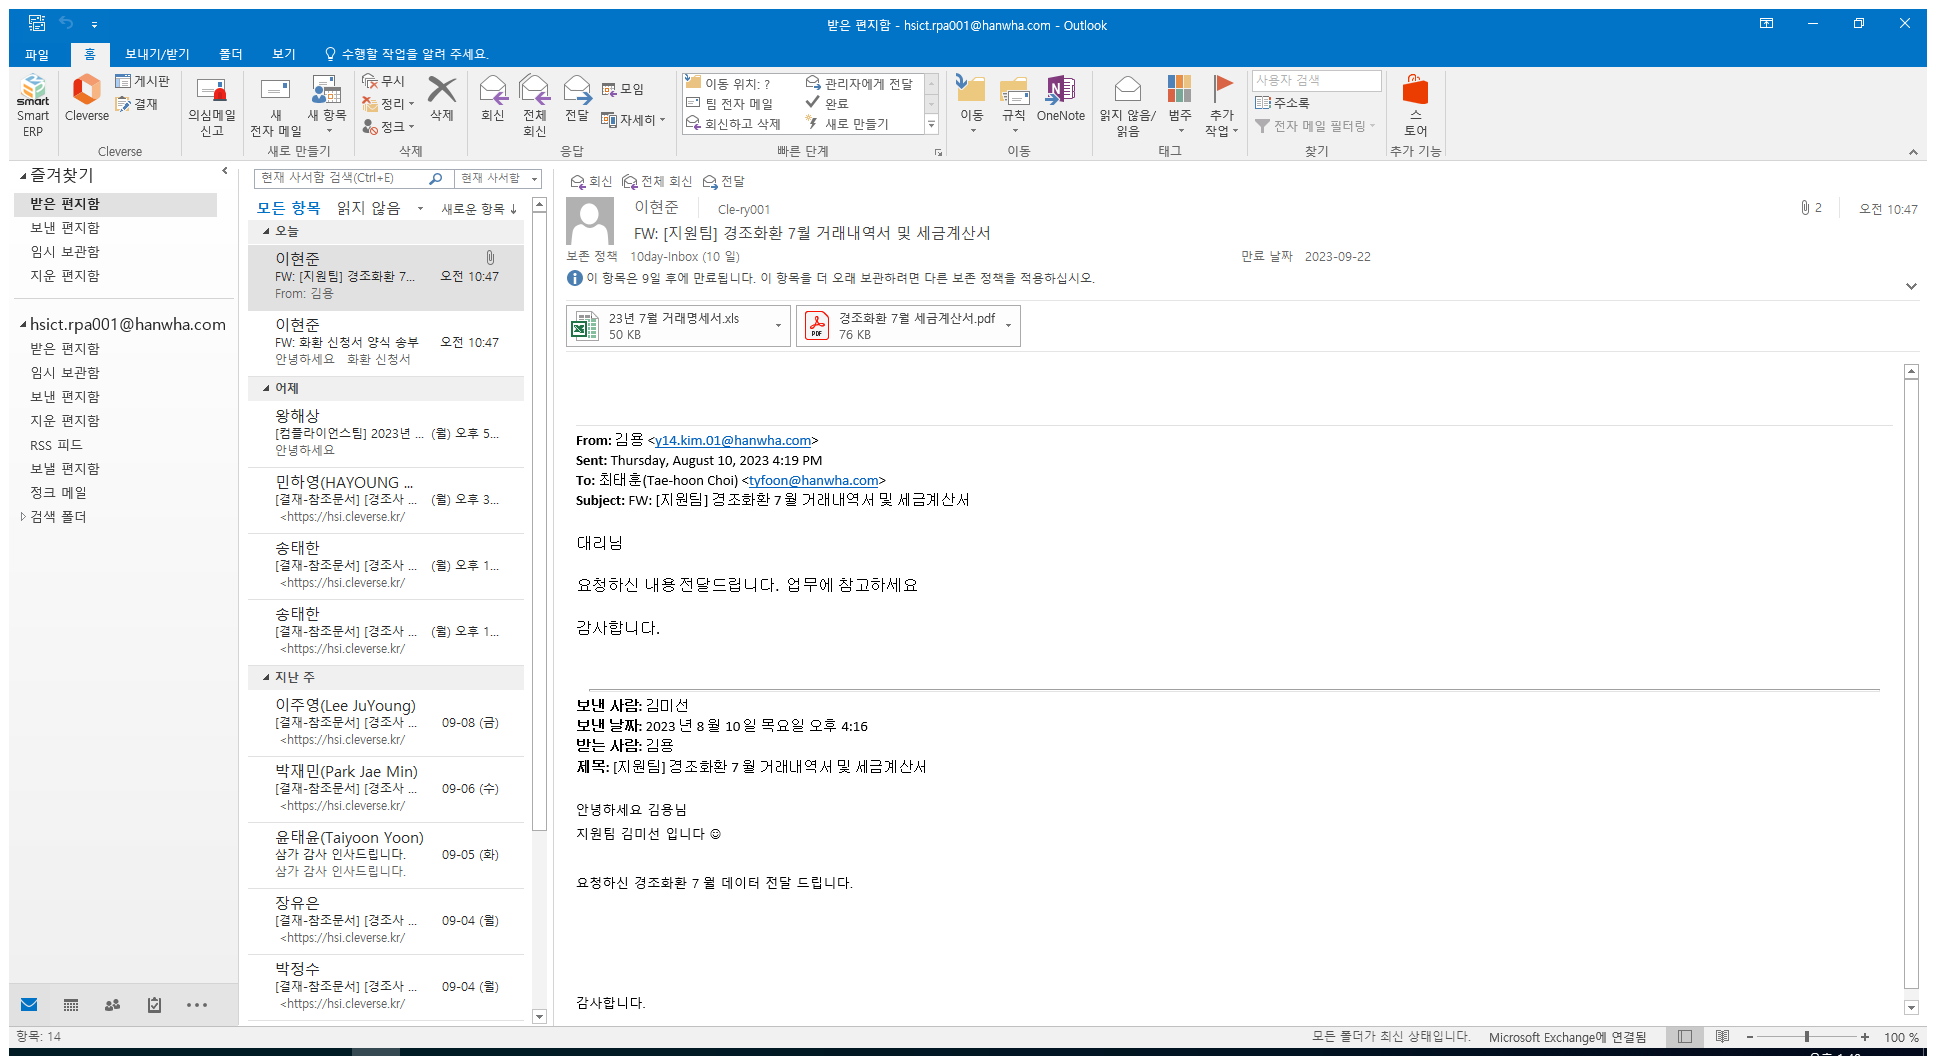 받은 편지함 - hsict.rpa001@hanwha.com - Outlook
파일 홈 보내기/받기 폴더 보기 수행할 작업을 알려 주세요.
smart
Smart
ERP
Cleverse
게시판
결재
Cleverse
의심메일
신고
새
전자 메일
새 항목
새로 만들기
무시
정리
정크
삭제
삭제
회신
전체
회신
전달
모임
자세히
응답
이동 위치: ?
팀 전자 메일
회신하고 삭제
관리자에게 전달
완료
새로 만들기
빠른 단계
이동
규칙
OneNote
이동
읽지 않음/
읽음
범주
추가
작업
태그
사용자 검색
주소록
전자 메일 필터링
찾기
스
토어
추가 기능
즐겨찾기
받은 편지함
보낸 편지함
임시 보관함
지운 편지함
hsict.rpa001@hanwha.com
받은 편지함
임시 보관함
보낸 편지함
지운 편지함
RSS 피드
보낼 편지함
정크 메일
검색 폴더
현재 사서함 검색(Ctrl+E) 현재 사서함
모든 항목 읽지 않음 새로운 항목 ↓
오늘
이현준
FW: [지원팀] 경조화환 7... 오전 10:47
From: 김용
이현준
FW: 화환 신청서 양식 송부 오전 10:47
안녕하세요 화환 신청서
어제
왕해상
[컴플라이언스팀] 2023년 ... (월) 오후 5...
안녕하세요
민하영(HAYOUNG ...
[결재-참조문서] [경조사 ... (월) 오후 3...
<https://hsi.cleverse.kr/
송태한
[결재-참조문서] [경조사 ... (월) 오후 1...
<https://hsi.cleverse.kr/
송태한
[결재-참조문서] [경조사 ... (월) 오후 1...
<https://hsi.cleverse.kr/
지난 주
이주영(Lee JuYoung)
[결재-참조문서] [경조사 ... 09-08 (금)
<https://hsi.cleverse.kr/
박재민(Park Jae Min)
[결재-참조문서] [경조사 ... 09-06 (수)
<https://hsi.cleverse.kr/
윤태윤(Taiyoon Yoon)
삼가 감사 인사드립니다. 09-05 (화)
삼가 감사 인사드립니다.
장유은
[결재-참조문서] [경조사 ... 09-04 (월)
<https://hsi.cleverse.kr/
박정수
[결재-참조문서] [경조사 ... 09-04 (월)
<https://hsi.cleverse.kr/
회신 전체 회신 전달
이현준 Cle-ry001 2 오전 10:47
FW: [지원팀] 경조화환 7월 거래내역서 및 세금계산서
보존 정책 10day-Inbox (10 일) 만료 날짜 2023-09-22
이 항목은 9일 후에 만료됩니다. 이 항목을 더 오래 보관하려면 다른 보존 정책을 적용하십시오.
23년 7월 거래명세서.xls
50 KB
PDF
경조화환 7월 세금계산서.pdf
76 KB
From: 김용 <y14.kim.01@hanwha.com>
Sent: Thursday, August 10, 2023 4:19 PM
To: 최태훈(Tae-hoon Choi) <tyfoon@hanwha.com>
Subject: FW: [지원팀] 경조화환 7월 거래내역서 및 세금계산서
대리님
요청하신 내용 전달드립니다. 업무에 참고하세요
감사합니다.
보낸 사람: 김미선
보낸 날짜: 2023년 8월 10일 목요일 오후 4:16
받는 사람: 김용
제목: [지원팀] 경조화환 7월 거래내역서 및 세금계산서
안녕하세요 김용님
지원팀 김미선 입니다 ☺
요청하신 경조화환 7월 데이터 전달 드립니다.
감사합니다.
항목: 14 모든 폴더가 최신 상태입니다. Microsoft Exchange에 연결됨 100 %